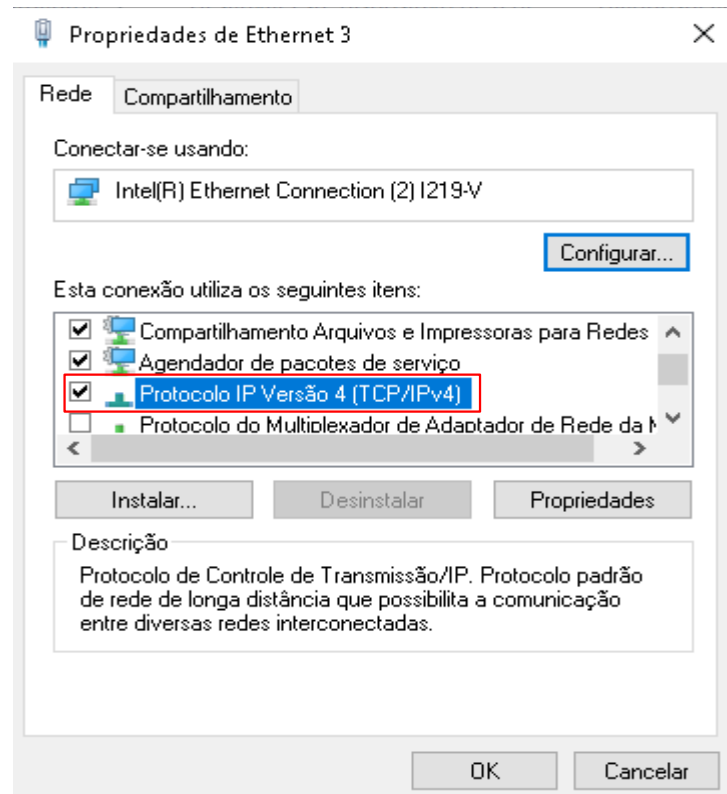 Propriedades de Ethernet 3
Rede
Compartilhamento
Conectar-se usando:
Intel(R) Ethernet Connection (2) I219-V
Configurar...
Esta conexão utiliza os seguintes itens:
Compartilhamento Arquivos e Impressoras para Redes
Agendador de pacotes de serviço
Protocolo IP Versão 4 (TCP/IPv4)
Protocolo do Multiplexador de Adaptador de Rede da
Instalar...
Desinstalar
Propriedades
Descrição
Protocolo de Controle de Transmissão/IP. Protocolo padrão
de rede de longa distância que possibilita a comunicação
entre diversas redes interconectadas.
OK
Cancelar